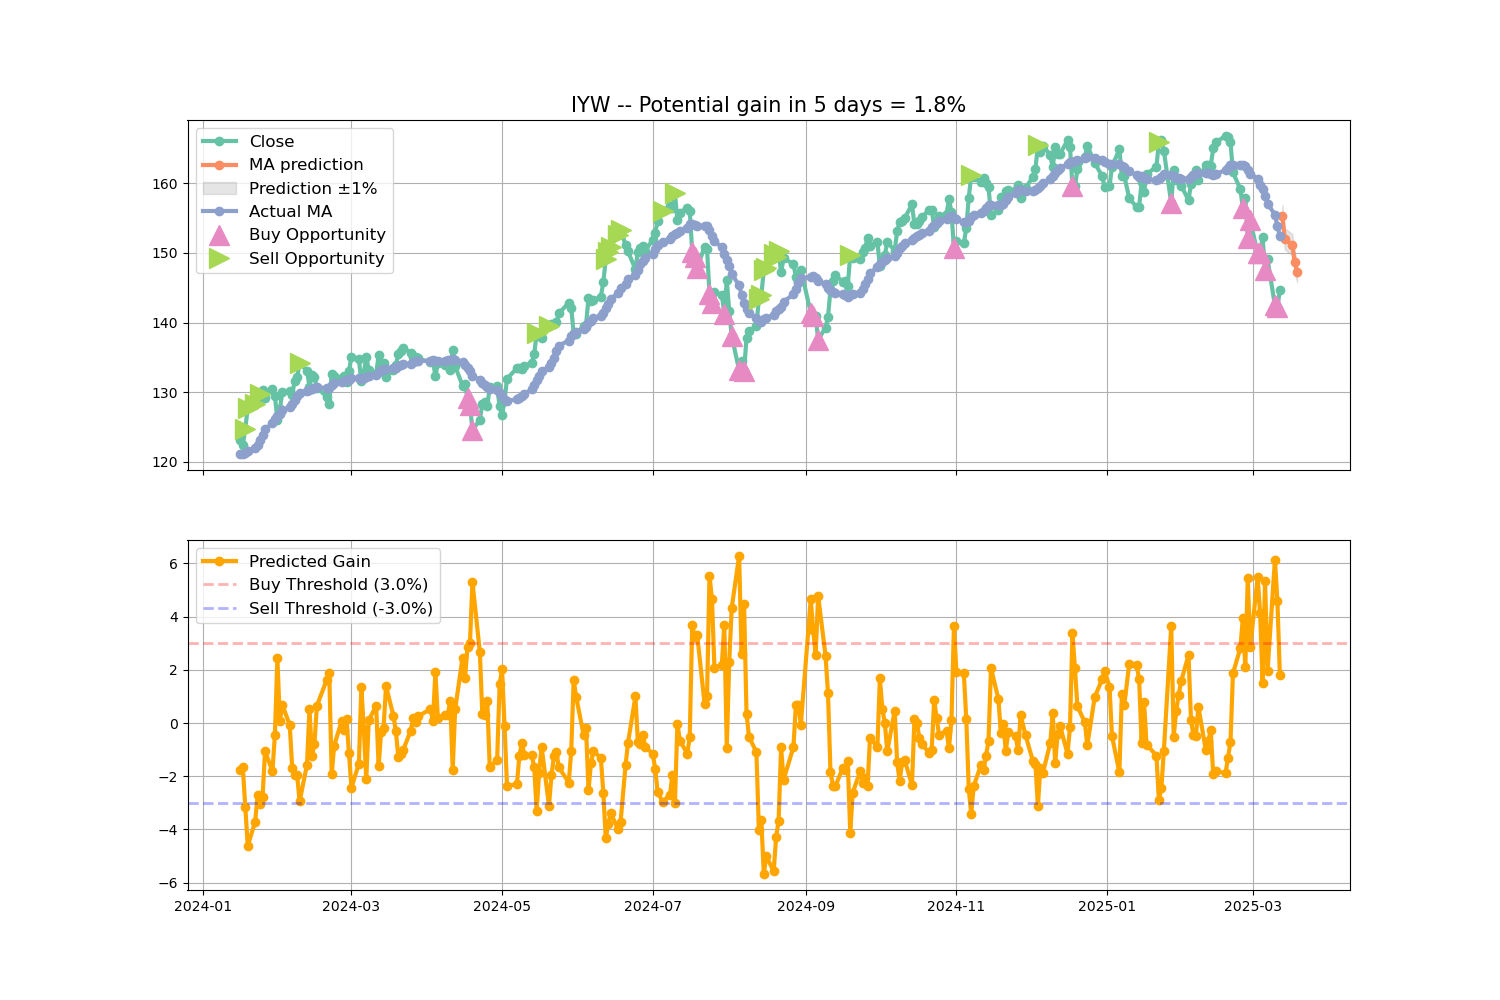 IYW -- Potential gain in 5 days = 1.8%
Close
MA prediction
Prediction ±1%
Actual MA
Buy Opportunity
Sell Opportunity
160
150
140
130
120
Predicted Gain
Buy Threshold (3.0%)
Sell Threshold (-3.0%)
6
4
2
0
−2
−4
−6
2024-01 2024-03 2024-05 2024-07 2024-09 2024-11 2025-01 2025-03